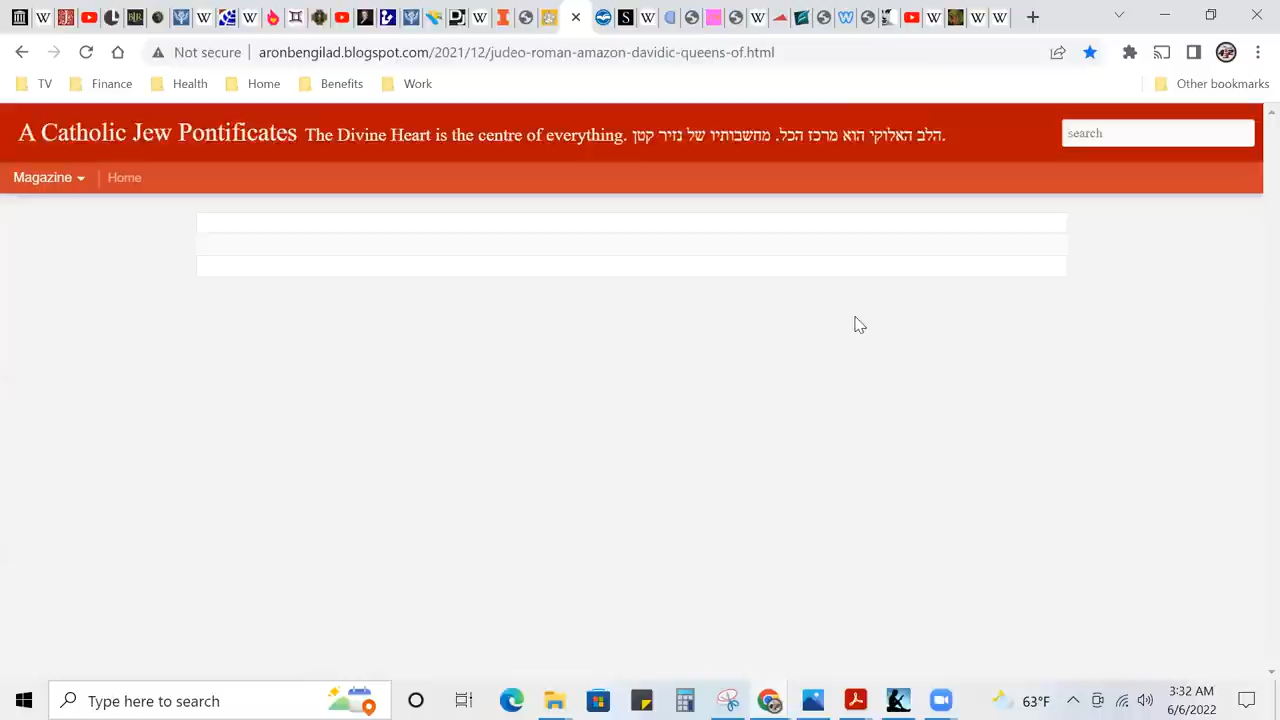 Not secure aronbengilad.blogspot.com/2021/12/judeo-roman-amazon-davidic-queens-of.html
TV Finance Health Home Benefits Work Other bookmarks
A Catholic Jew Pontificates The Divine Heart is the centre of everything. הלב האלוקי הוא מרכז הכל. מחשבותיו של נזיר קטן. search
Magazine Home
Type here to search 63°F 3:32 AM
6/6/2022